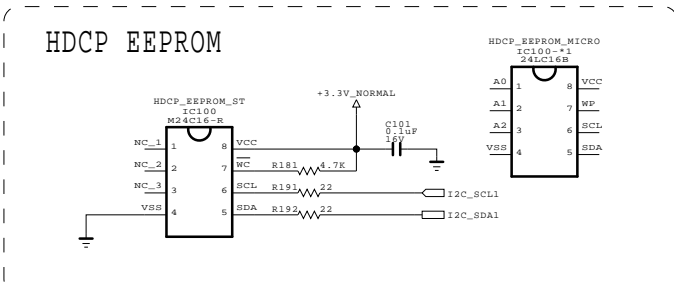 HDCP EEPROM
HDCP_EEPROM_MICRO
IC100-*1
24LC16B
A0 1 8 VCC
A1 2 7 WP
A2 3 6 SCL
VSS 4 5 SDA
+3.3V_NORMAL
HDCP_EEPROM_ST
IC100
M24C16-R
C101
0.1uF
16V
NC_1 1 8 VCC
NC_2 2 7 WC R181 4.7K
NC_3 3 6 SCL R191 22 I2C_SCL1
VSS 4 5 SDA R192 22 I2C_SDA1